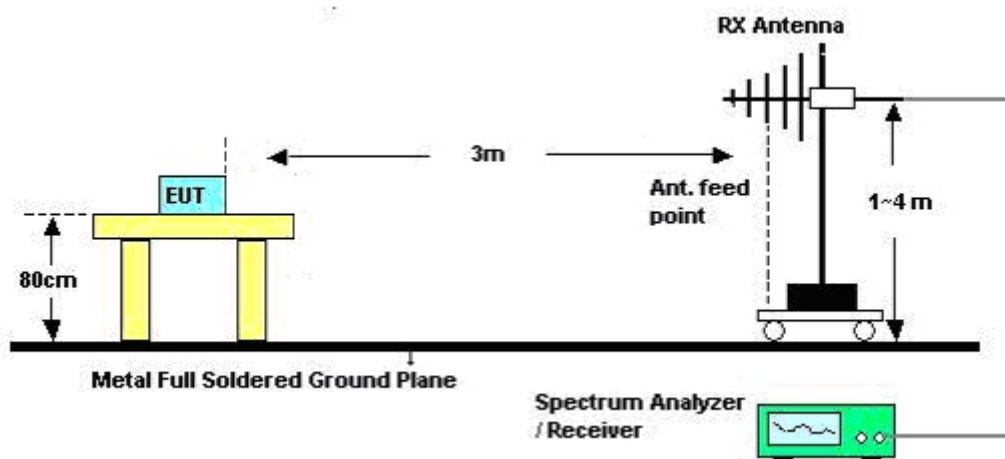 RX Antenna
3m
EUT
Ant. feed
point
1~4 m
80cm
Metal Full Soldered Ground Plane
Spectrum Analyzer
/ Receiver